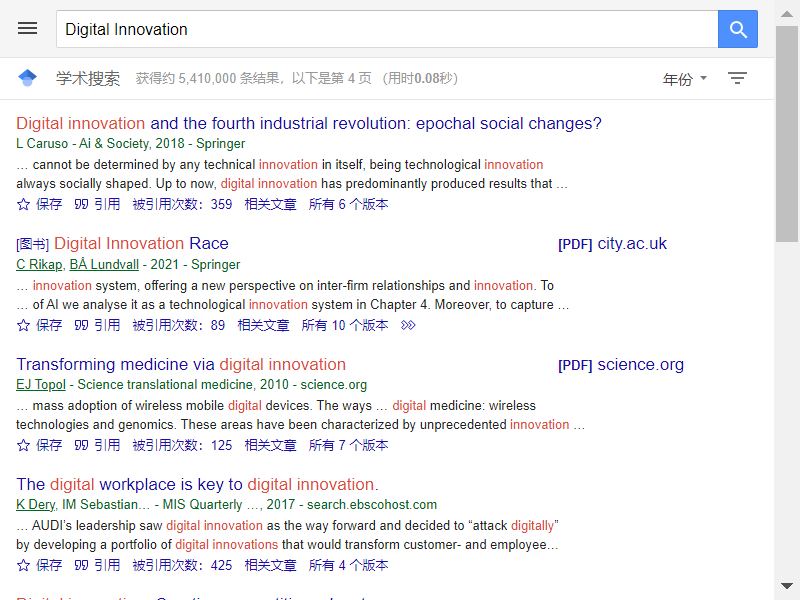 Digital Innovation
学术搜索 获得约 5,410,000 条结果，以下是第 4 页 （用时0.08秒） 年份
Digital innovation and the fourth industrial revolution: epochal social changes?
L Caruso - Ai & Society, 2018 - Springer
… cannot be determined by any technical innovation in itself, being technological innovation
always socially shaped. Up to now, digital innovation has predominantly produced results that …
保存 引用 被引用次数：359 相关文章 所有 6 个版本
[图书] Digital Innovation Race [PDF] city.ac.uk
C Rikap, BÅ Lundvall - 2021 - Springer
… innovation system, offering a new perspective on inter-firm relationships and innovation. To
… of AI we analyse it as a technological innovation system in Chapter 4. Moreover, to capture …
保存 引用 被引用次数：89 相关文章 所有 10 个版本
Transforming medicine via digital innovation [PDF] science.org
EJ Topol - Science translational medicine, 2010 - science.org
… mass adoption of wireless mobile digital devices. The ways … digital medicine: wireless
technologies and genomics. These areas have been characterized by unprecedented innovation …
保存 引用 被引用次数：125 相关文章 所有 7 个版本
The digital workplace is key to digital innovation.
K Dery, IM Sebastian… - MIS Quarterly …, 2017 - search.ebscohost.com
… AUDI’s leadership saw digital innovation as the way forward and decided to “attack digitally”
by developing a portfolio of digital innovations that would transform customer- and employee…
保存 引用 被引用次数：425 相关文章 所有 4 个版本